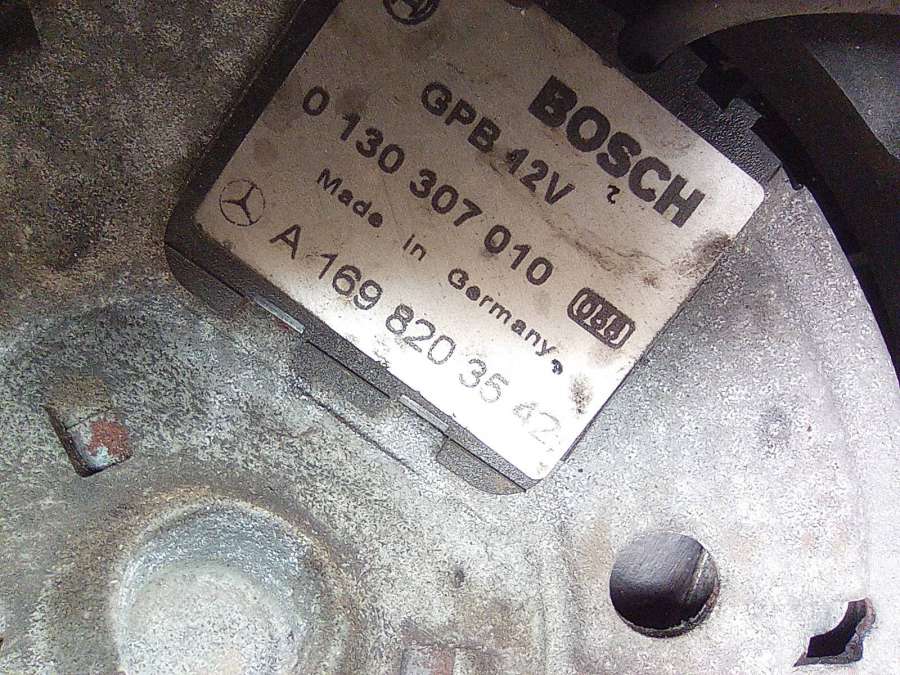 BOSCH
GPB 12V
0 130 307 010
Made in Germany
A 169 820 35 42